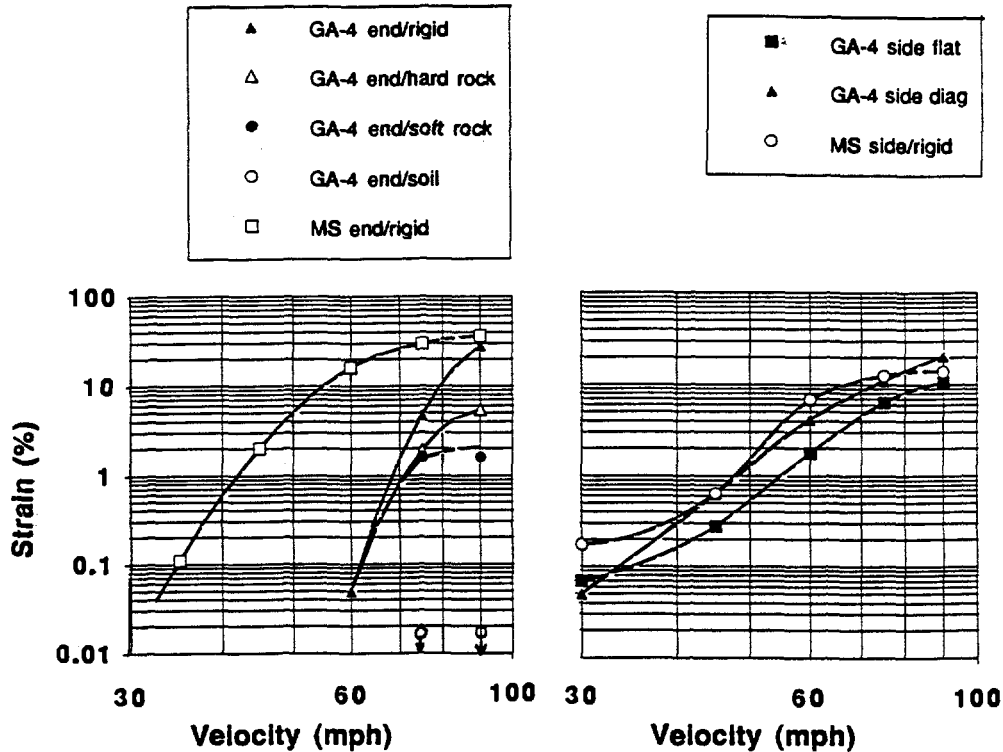 GA-4 end/rigid
GA-4 end/hard rock
GA-4 end/soft rock
GA-4 end/soil
MS end/rigid
GA-4 side flat
GA-4 side diag
MS side/rigid
Strain (%)
100
10
1
0.1
0.01
30
60
100
Velocity (mph)
30
60
100
Velocity (mph)